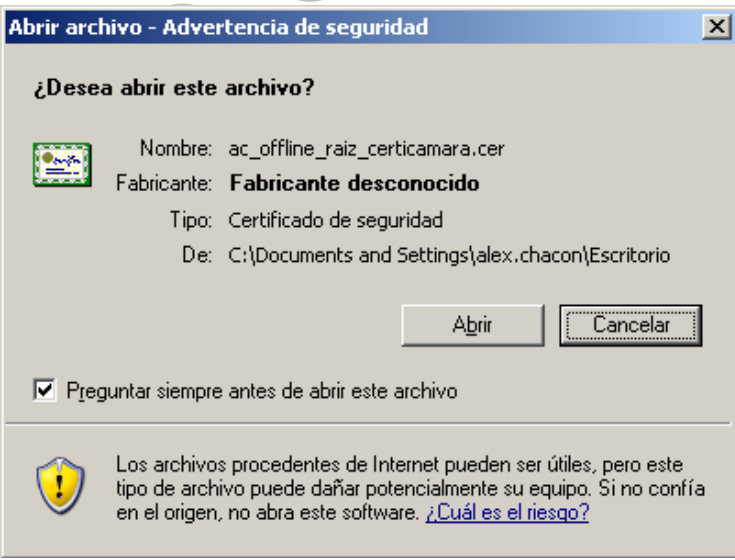 Abrir archivo - Advertencia de seguridad
¿Desea abrir este archivo?
Nombre: ac_offline_raiz_certicamara.cer
Fabricante: Fabricante desconocido
Tipo: Certificado de seguridad
De: C:\Documents and Settings\alex.chacon\Escritorio
Abrir Cancelar
Preguntar siempre antes de abrir este archivo
Los archivos procedentes de Internet pueden ser útiles, pero este
tipo de archivo puede dañar potencialmente su equipo. Si no confía
en el origen, no abra este software. ¿Cuál es el riesgo?